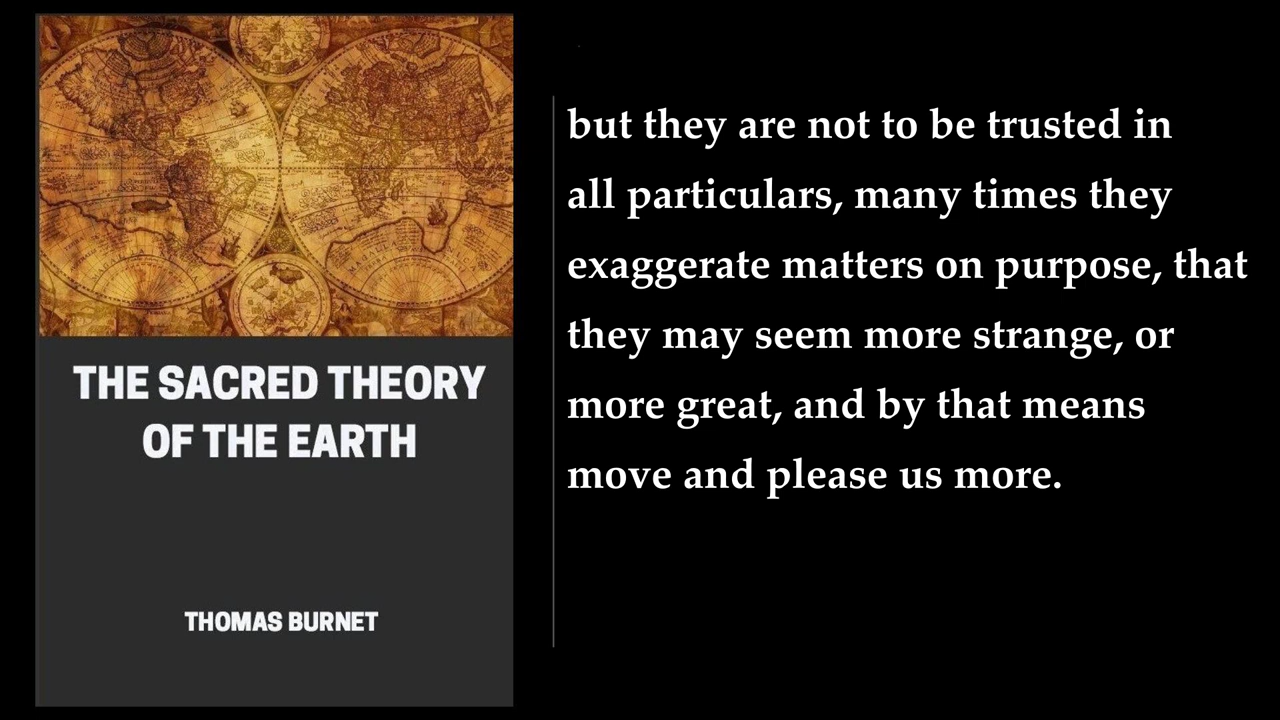 THE SACRED THEORY
OF THE EARTH
THOMAS BURNET
but they are not to be trusted in
all particulars, many times they
exaggerate matters on purpose, that
they may seem more strange, or
more great, and by that means
move and please us more.